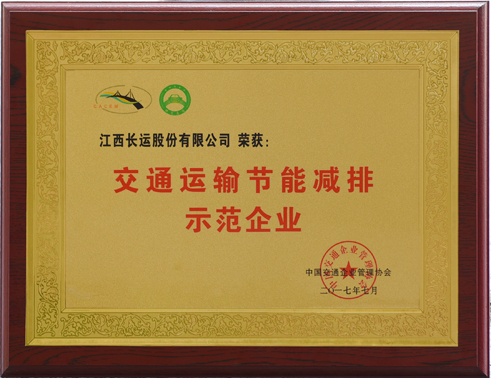 江西长运股份有限公司 荣获：
交通运输节能减排
示范企业
中国交通企业管理协会
二〇一七年七月